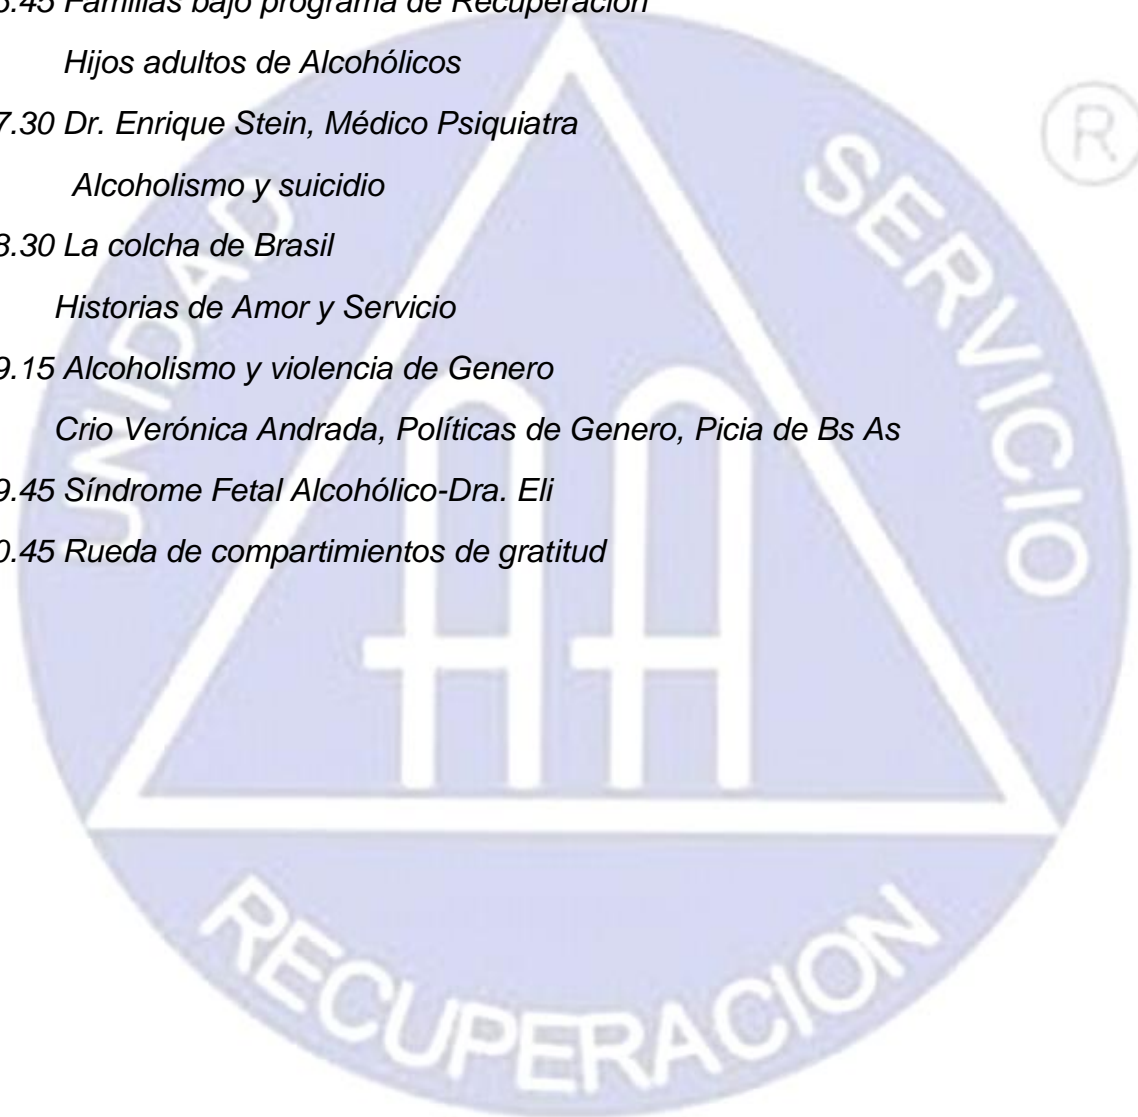 6.45 Familias bajo programa de Recuperación
Hijos adultos de Alcohólicos
7.30 Dr. Enrique Stein, Médico Psiquiatra
Alcoholismo y suicidio
8.30 La colcha de Brasil
Historias de Amor y Servicio
9.15 Alcoholismo y violencia de Genero
Crio Verónica Andrada, Políticas de Genero, Picia de Bs As
9.45 Síndrome Fetal Alcohólico-Dra. Eli
0.45 Rueda de compartimientos de gratitud
UNIDAD
SERVICIO
®
AA
RECUPERACION